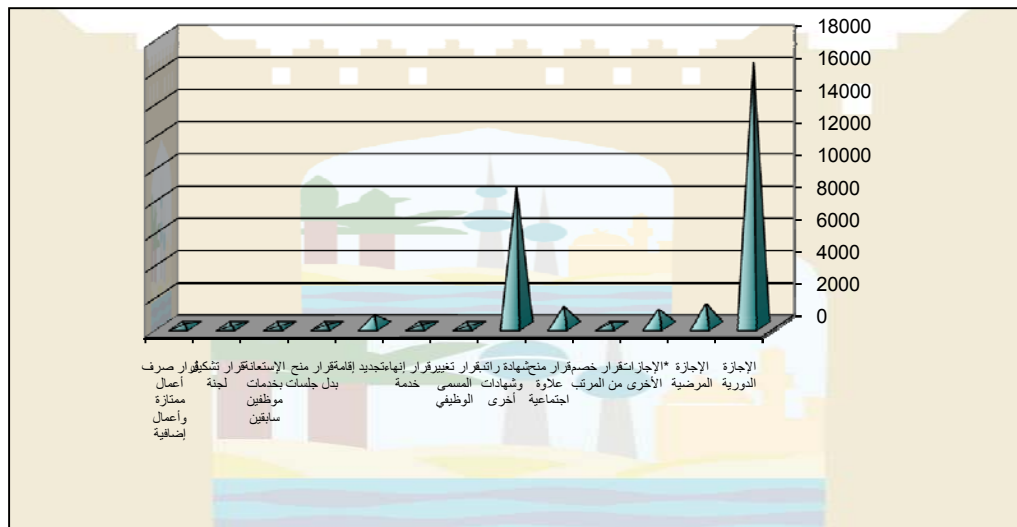 18000
16000
14000
12000
10000
8000
6000
4000
2000
0
الإجازة
الدورية
الإجازة
المرضية
*الإجازات
الأخرى
قرار خصم
من المرتب
قرار منح
علاوة
اجتماعية
شهادة راتب
وشهادات
أخرى
قرار تغيير
المسمى
الوظيفي
قرار إنهاء
خدمة
تجديد إقامة
قرار منح
بدل جلسات
الإستعانة
بخدمات
موظفين
سابقين
قرار تشكيل
لجنة
قرار صرف
أعمال
ممتازة
وأعمال
إضافية